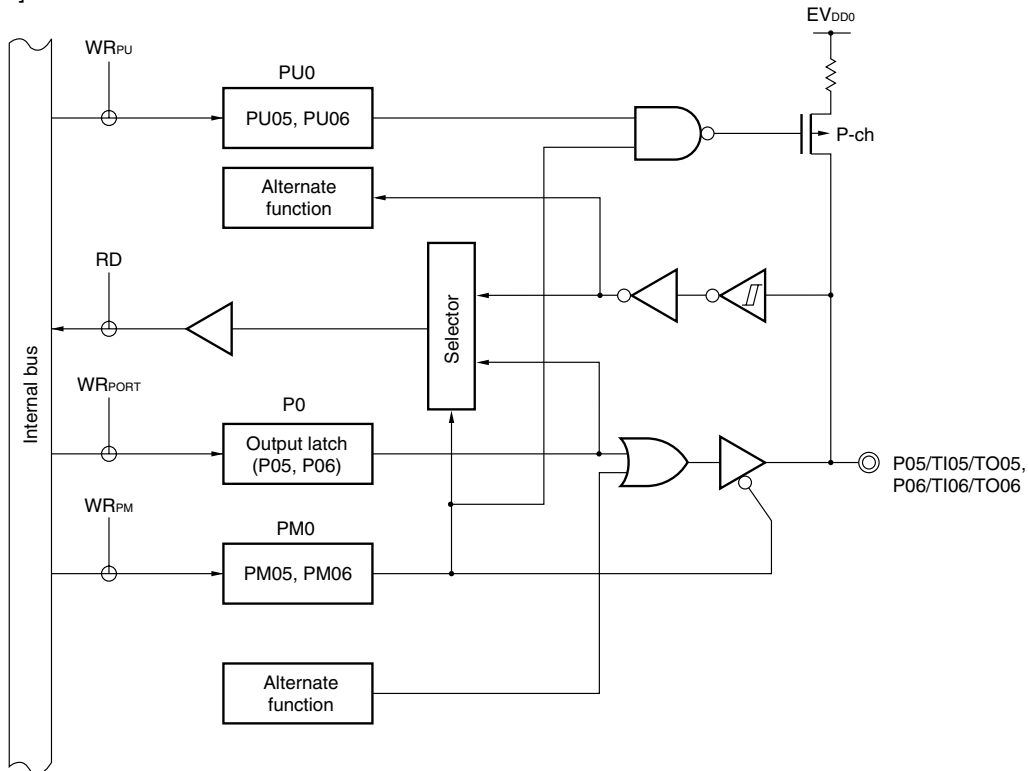 ]
EVDD0
WRPU
PU0
PU05, PU06
P-ch
Alternate
function
RD
Selector
Internal bus
WRPORT
P0
Output latch
(P05, P06)
P05/TI05/TO05,
P06/TI06/TO06
WRPM
PM0
PM05, PM06
Alternate
function